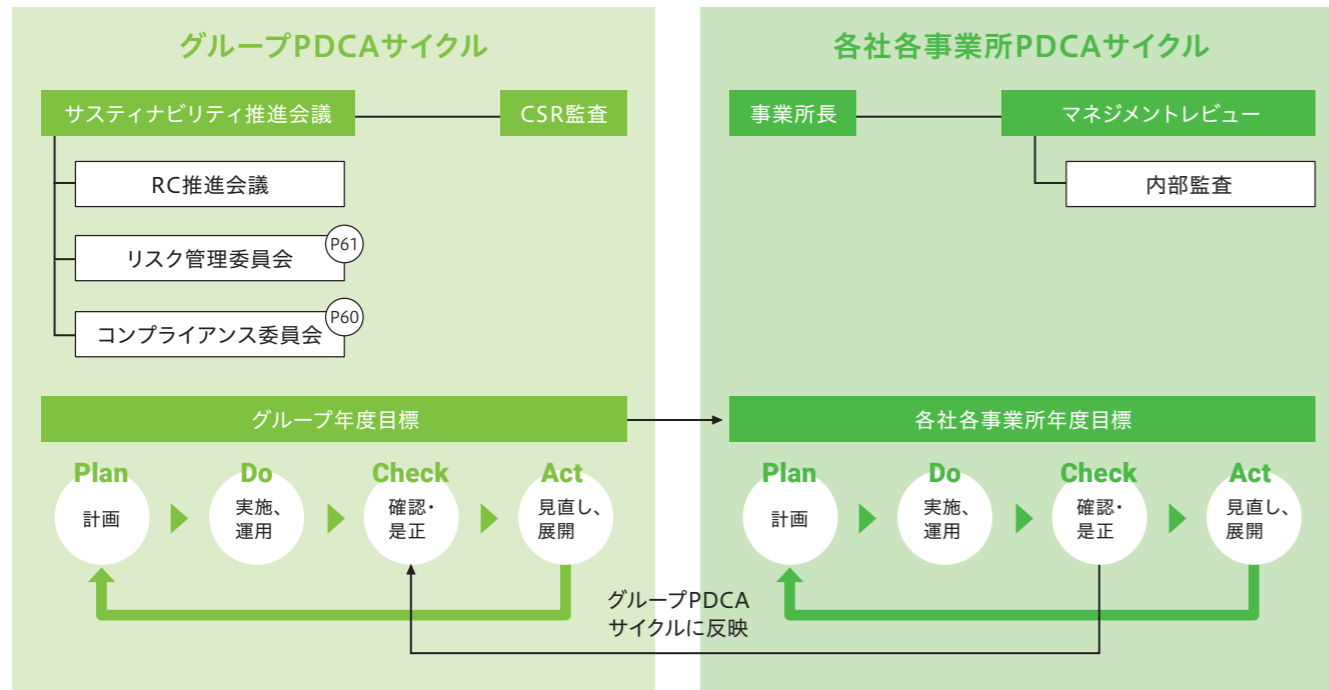 グループPDCAサイクル
サスティナビリティ推進会議
CSR監査
RC推進会議
リスク管理委員会
P61
コンプライアンス委員会
P60
グループ年度目標
Plan
計画
Do
実施、
運用
Check
確認・
是正
Act
見直し、
展開
各社各事業所PDCAサイクル
事業所長
マネジメントレビュー
内部監査
各社各事業所年度目標
Plan
計画
Do
実施、
運用
Check
確認・
是正
Act
見直し、
展開
グループPDCA
サイクルに反映